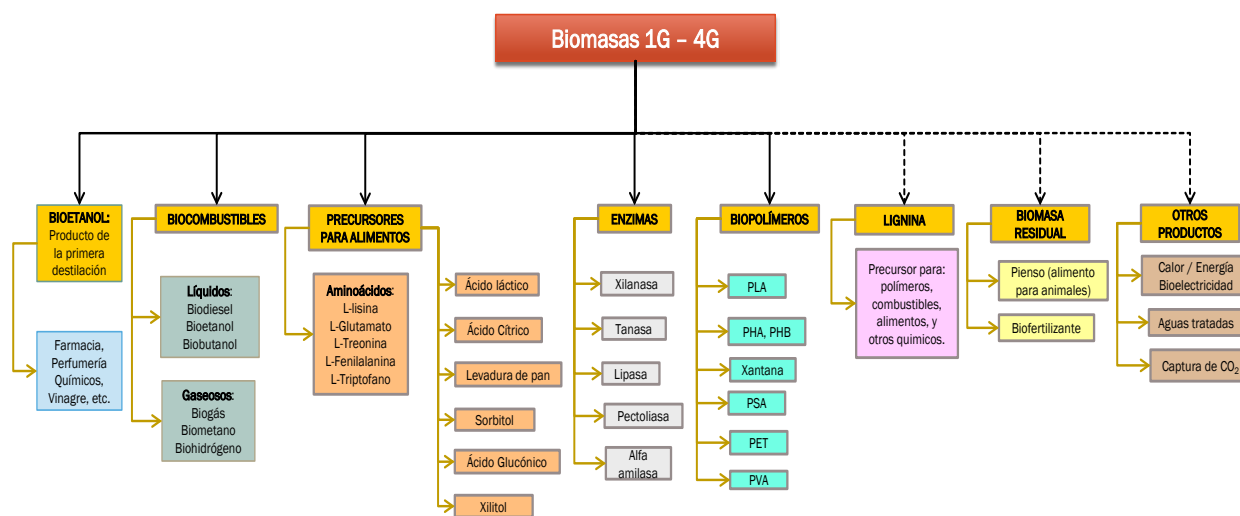 Biomasas 1G – 4G
BIOETANOL:
Producto de
la primera
destilación
Farmacia,
Perfumería
Químicos,
Vinagre, etc.
BIOCOMBUSTIBLES
Líquidos:
Biodiesel
Bioetanol
Biobutanol
Gaseosos:
Biogás
Biometano
Biohidrógeno
PRECURSORES
PARA ALIMENTOS
Aminoácidos:
L-lisina
L-Glutamato
L-Treonina
L-Fenilalanina
L-Triptofano
Ácido láctico
Ácido Cítrico
Levadura de pan
Sorbitol
Ácido Glucónico
Xilitol
ENZIMAS
Xilanasa
Tanasa
Lipasa
Pectoliasa
Alfa
amilasa
BIOPOLÍMEROS
PLA
PHA, PHB
Xantana
PSA
PET
PVA
LIGNINA
Precursor para:
polímeros,
combustibles,
alimentos, y
otros quimicos.
BIOMASA
RESIDUAL
Pienso (alimento
para animales)
Biofertilizante
OTROS
PRODUCTOS
Calor / Energía
Bioelectricidad
Aguas tratadas
Captura de CO₂